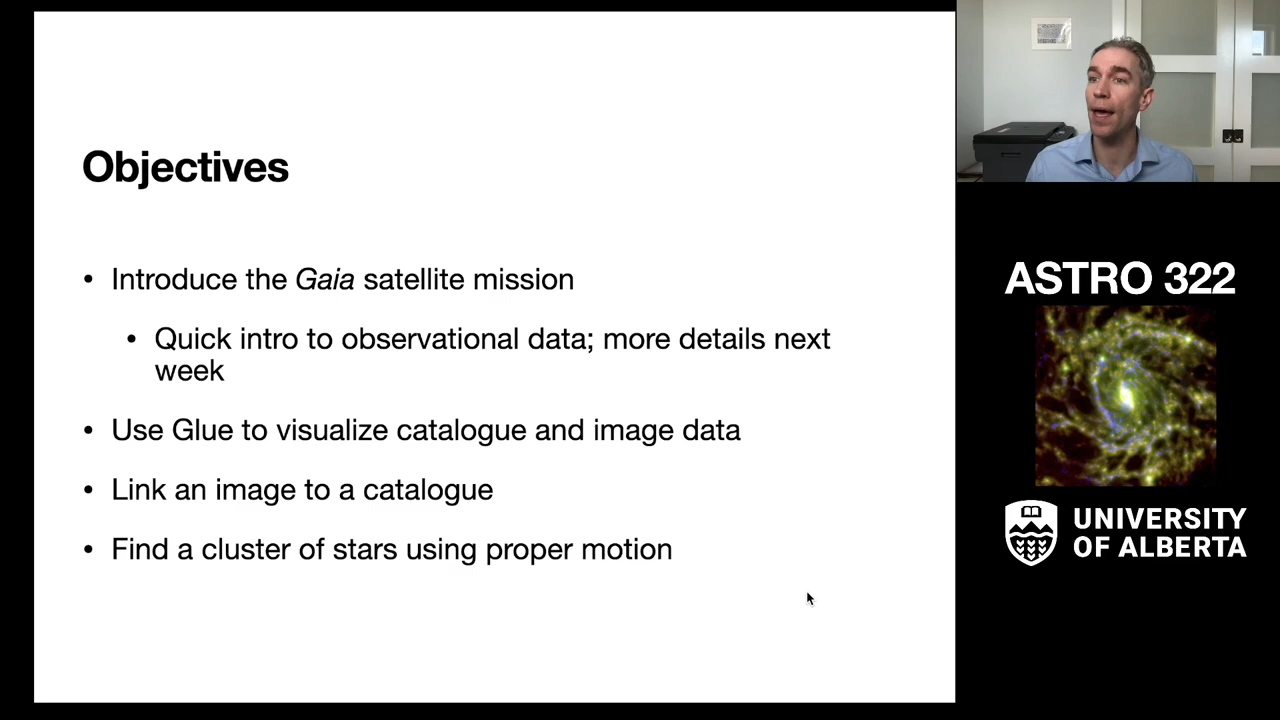 Objectives
• Introduce the Gaia satellite mission
• Quick intro to observational data; more details next
week
• Use Glue to visualize catalogue and image data
• Link an image to a catalogue
• Find a cluster of stars using proper motion
ASTRO 322
UNIVERSITY
OF ALBERTA